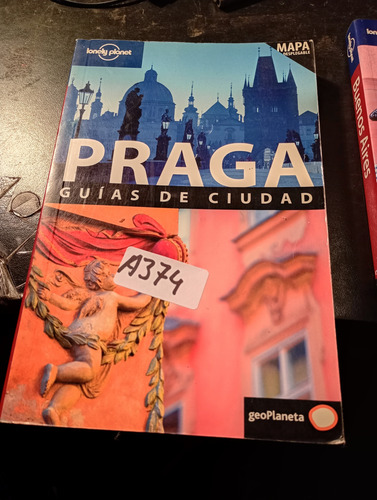 lonely planet
MAPA
DESPLEGABLE
PRAGA
GUÍAS DE CIUDAD
A374
geoPlaneta
Buenos Aires